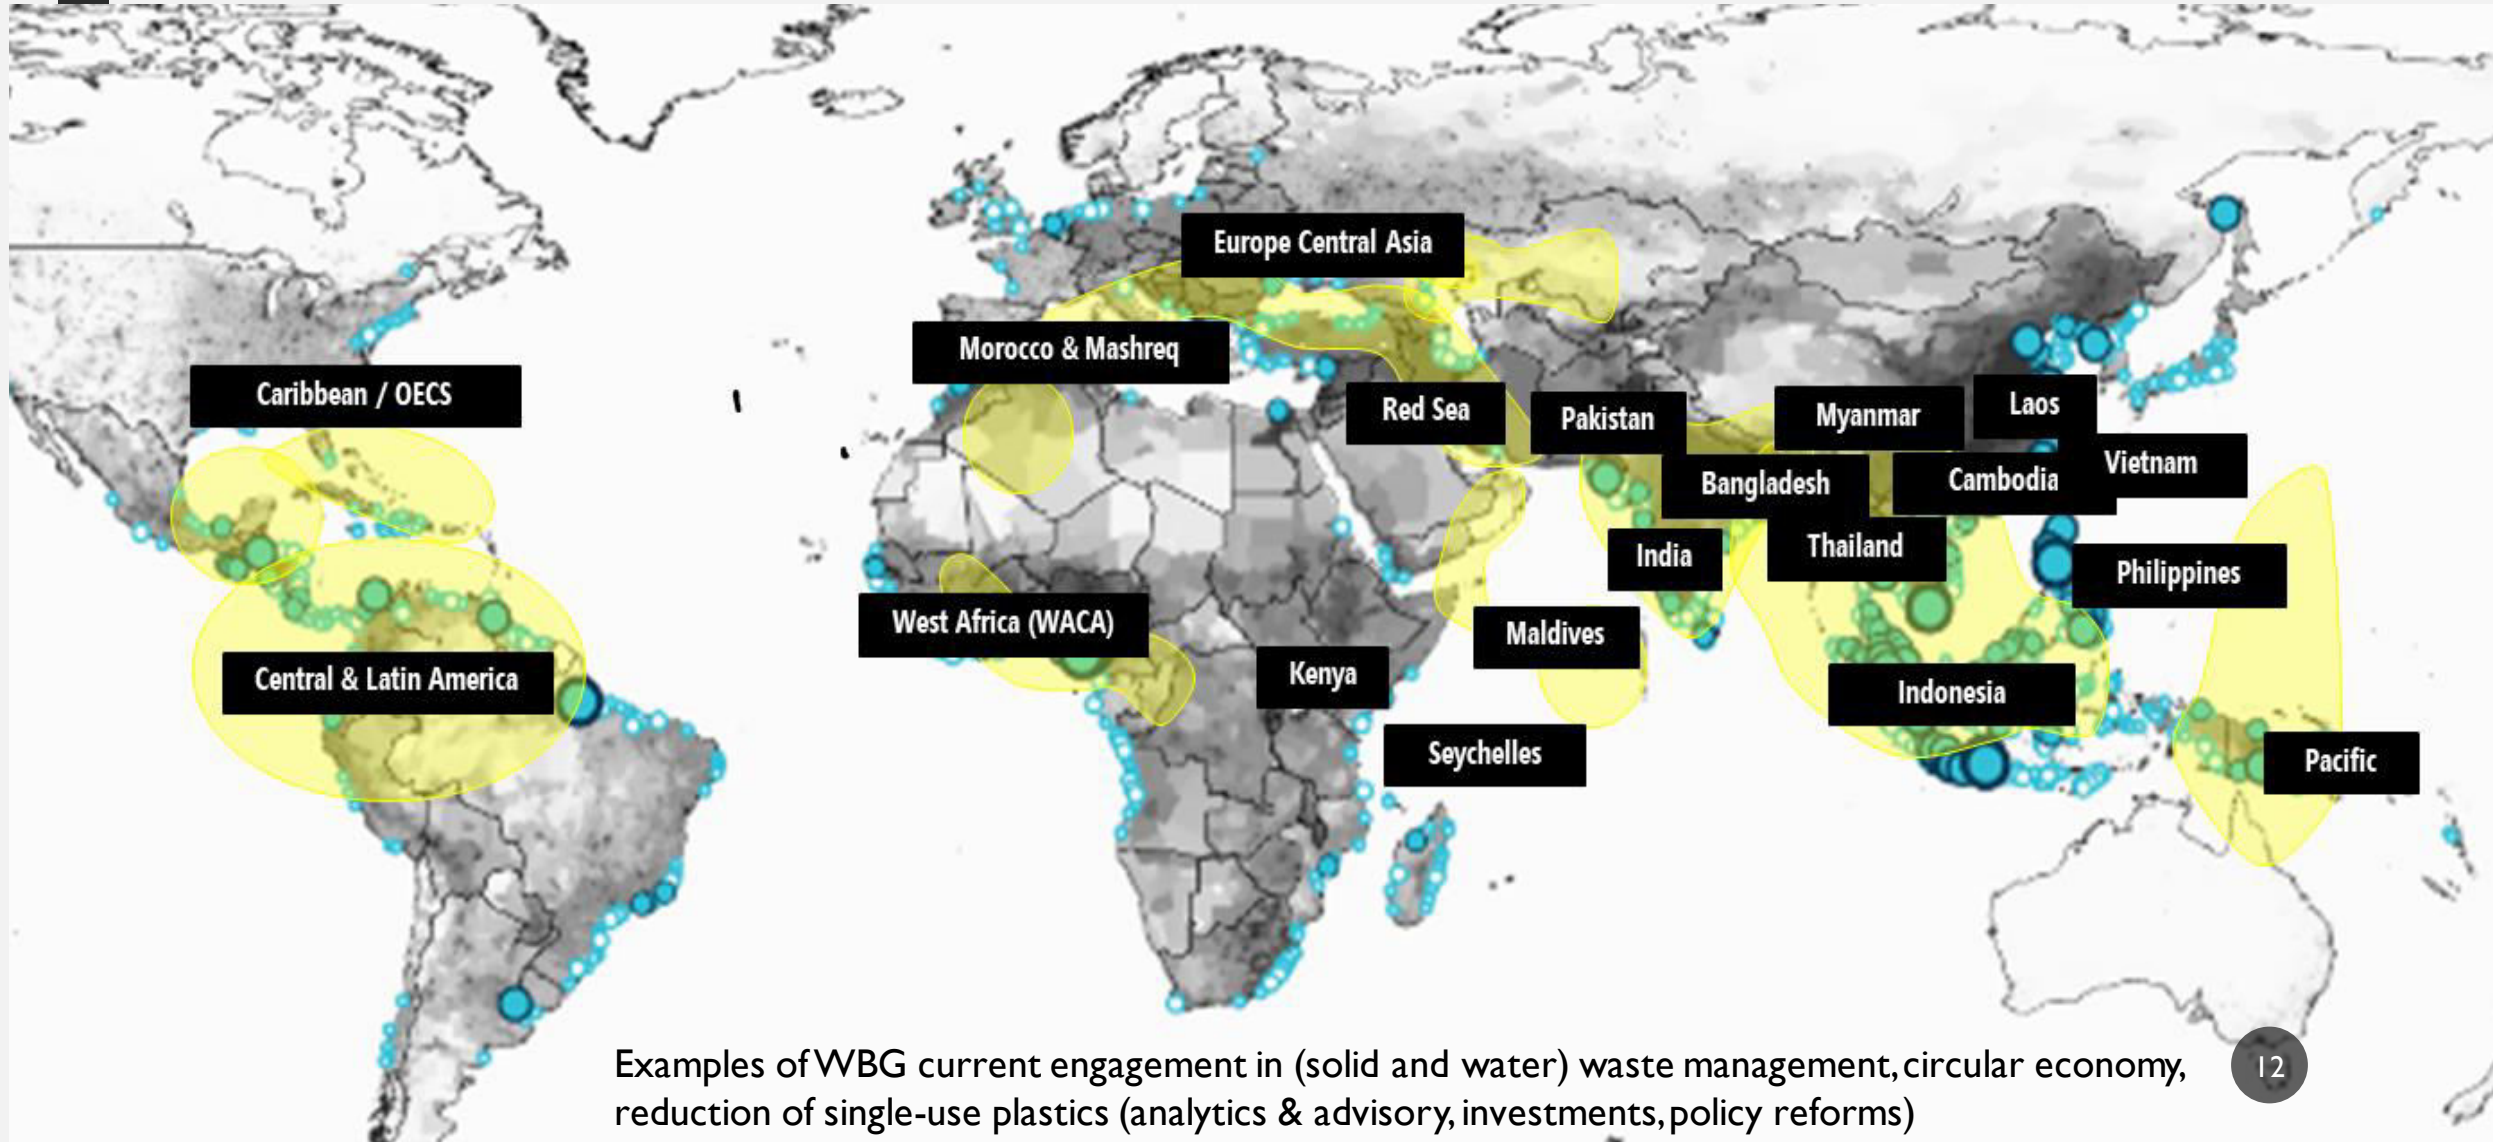 Europe Central Asia
Morocco & Mashreq
Caribbean / OECS
Red Sea
Pakistan
Myanmar
Laos
Vietnam
Bangladesh
Cambodia
India
Thailand
Philippines
West Africa (WACA)
Maldives
Kenya
Central & Latin America
Indonesia
Seychelles
Pacific
Examples of WBG current engagement in (solid and water) waste management, circular economy,
reduction of single-use plastics (analytics & advisory, investments, policy reforms)
12